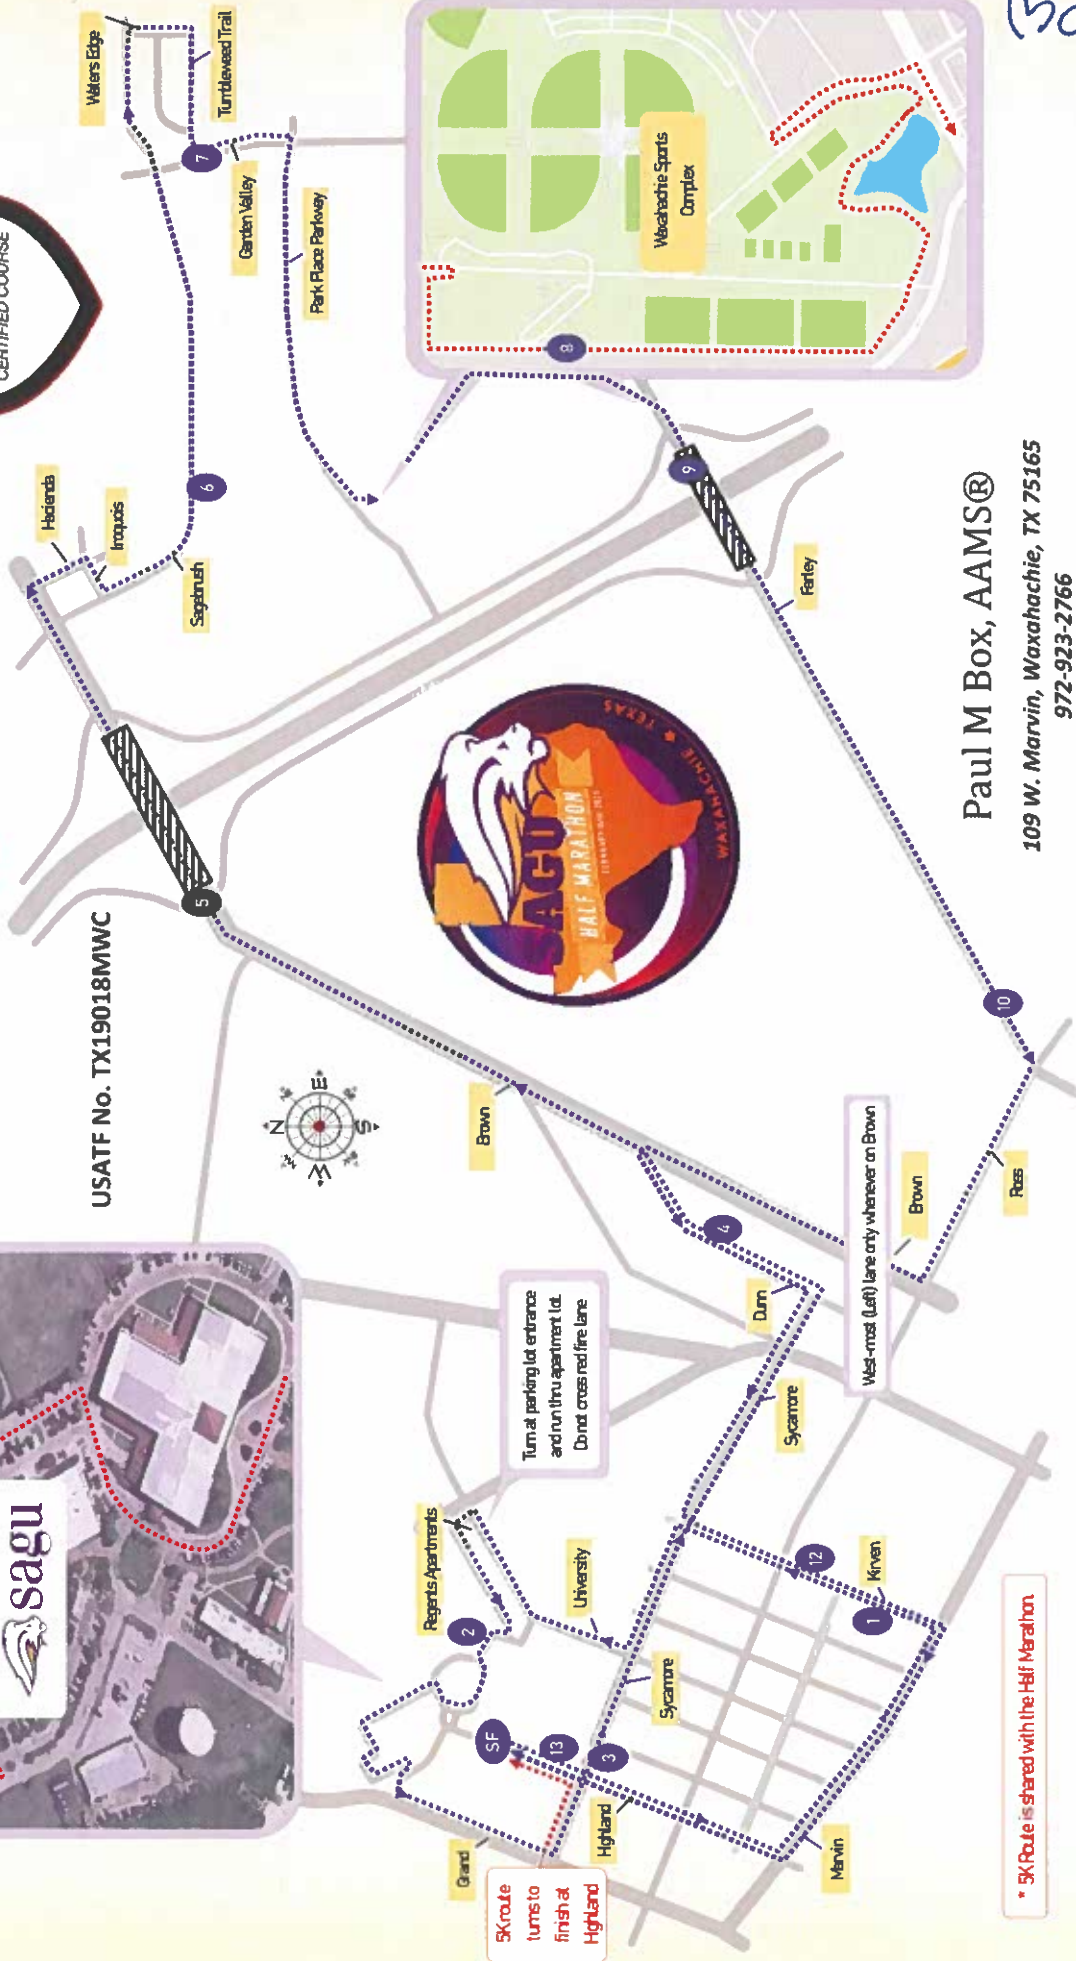 CERTIFIED COURSE
(50
sagu
USATF No. TX19018MWC
Waters Edge
Tumbleweed Trail
7
Garden Valley
Park Place Parkway
Hacienda
Iroquois
6
Sagebrush
5
Waxahachie Sports
Complex
8
9
Farley
10
Ross
N
E
S
W
Brown
SAGU
HALF MARATHON
WAXAHACHIE ★ TEXAS
4
Dunn
Sycamore
West-most (Left) lane only whenever on Brown
Brown
Turn at parking lot entrance
and run thru apartment lot.
Do not cross red fire lane
Regents Apartments
2
University
Sycamore
12
Kirven
1
SF
13
3
Highland
Grand
Marvin
5K route
turns to
finish at
Highland
* 5K Route is shared with the Half Marathon.
Paul M Box, AAMS®
109 W. Marvin, Waxahachie, TX 75165
972-923-2766